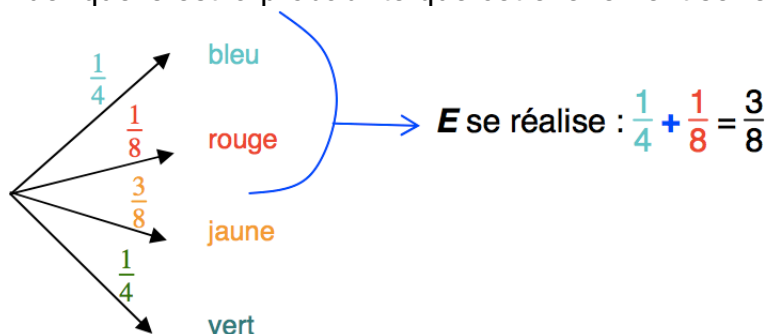 bleu
1/4
E se réalise : 1/4 + 1/8 = 3/8
1/8
rouge
3/8
jaune
1/4
vert